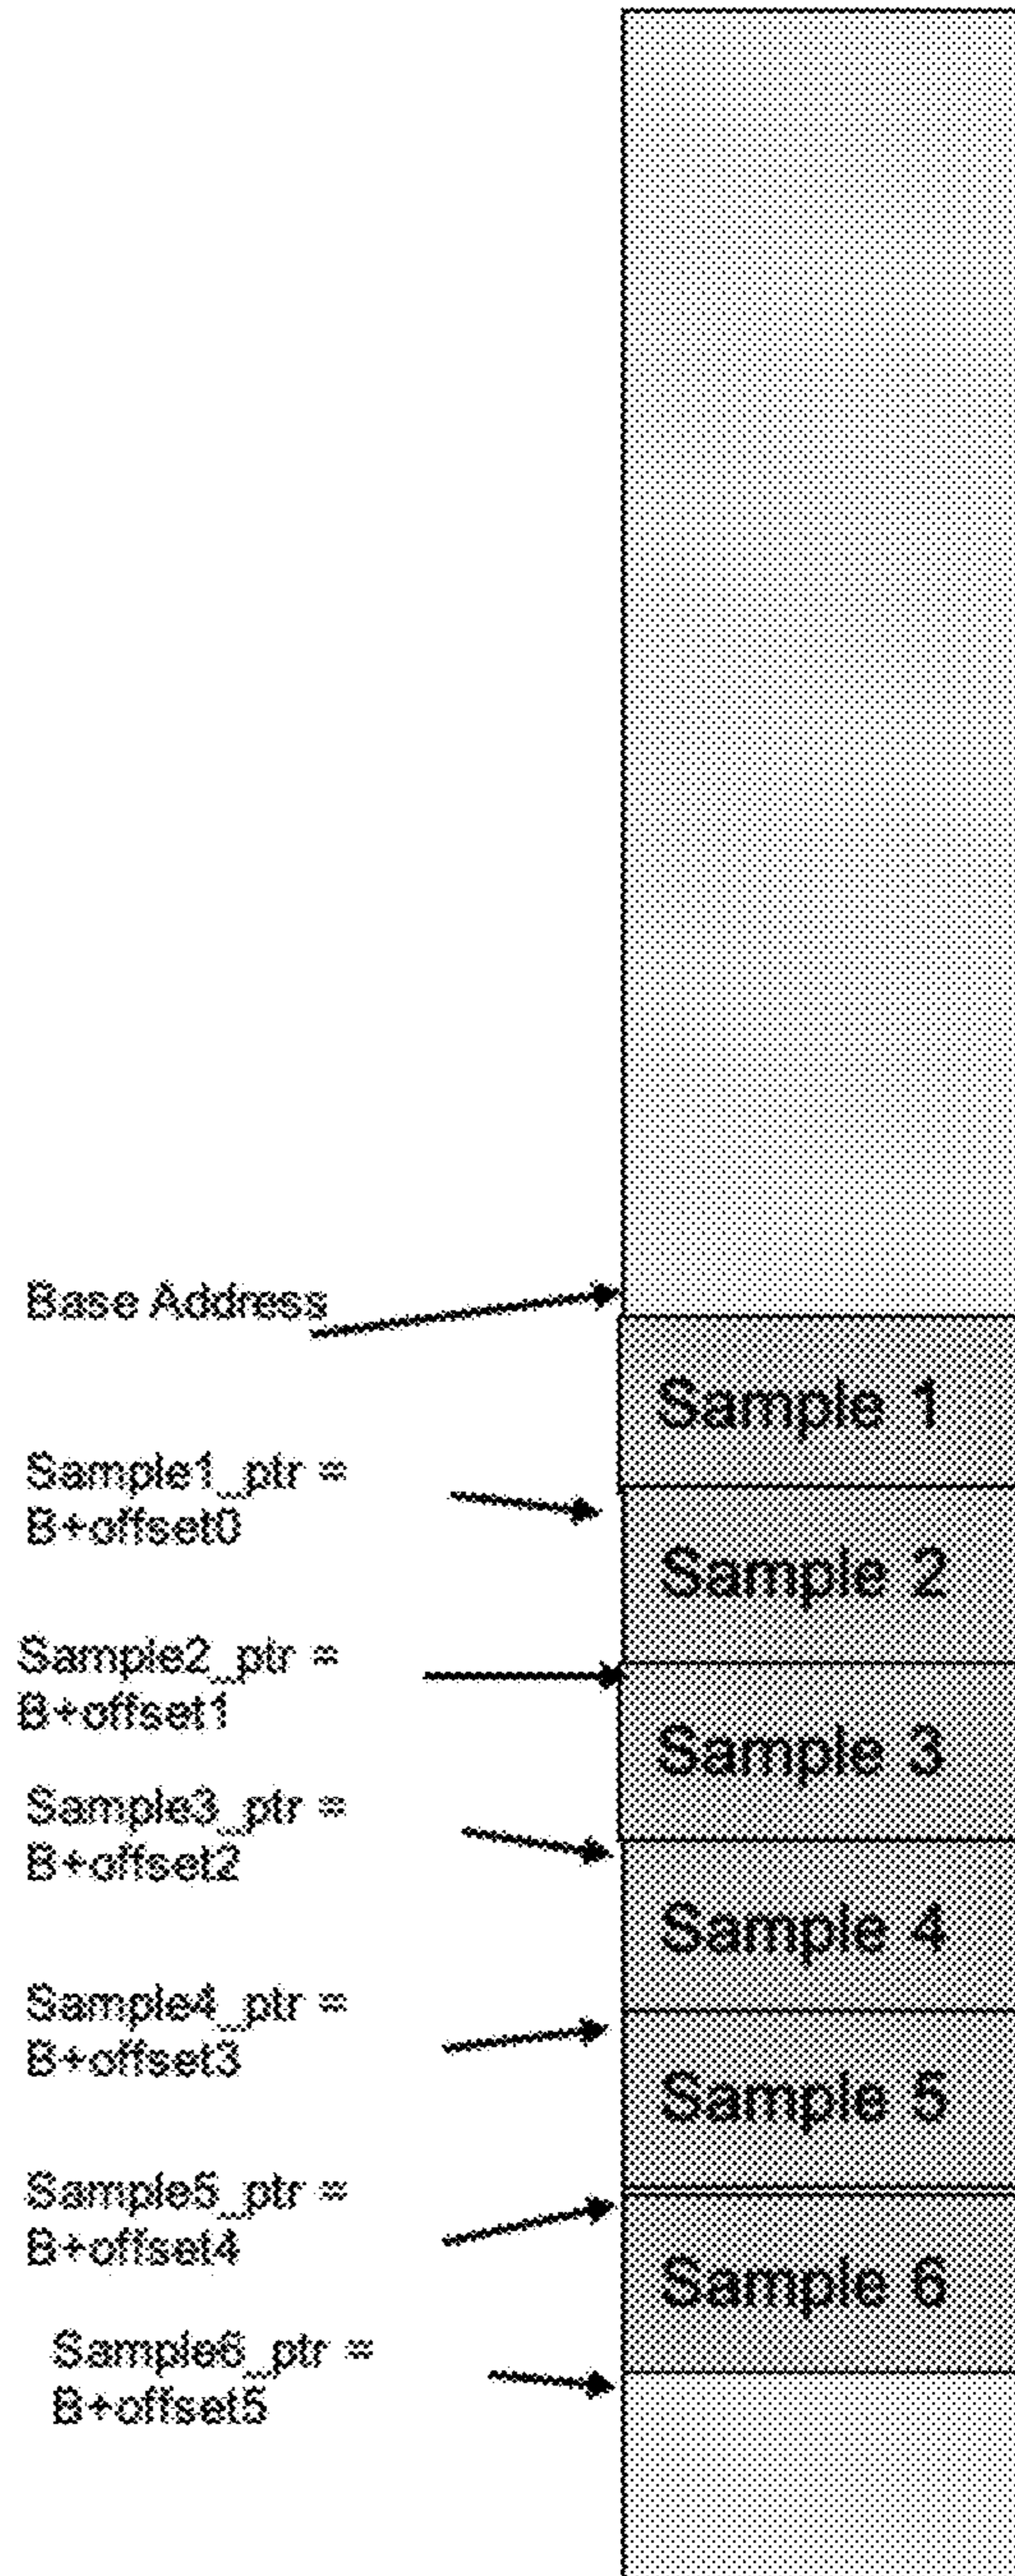 Base Address
Sample 1
Sample1_ptr =
B+offset0
Sample 2
Sample2_ptr =
B+offset1
Sample 3
Sample3_ptr =
B+offset2
Sample 4
Sample4_ptr =
B+offset3
Sample 5
Sample5_ptr =
B+offset4
Sample 6
Sample6_ptr =
B+offset5